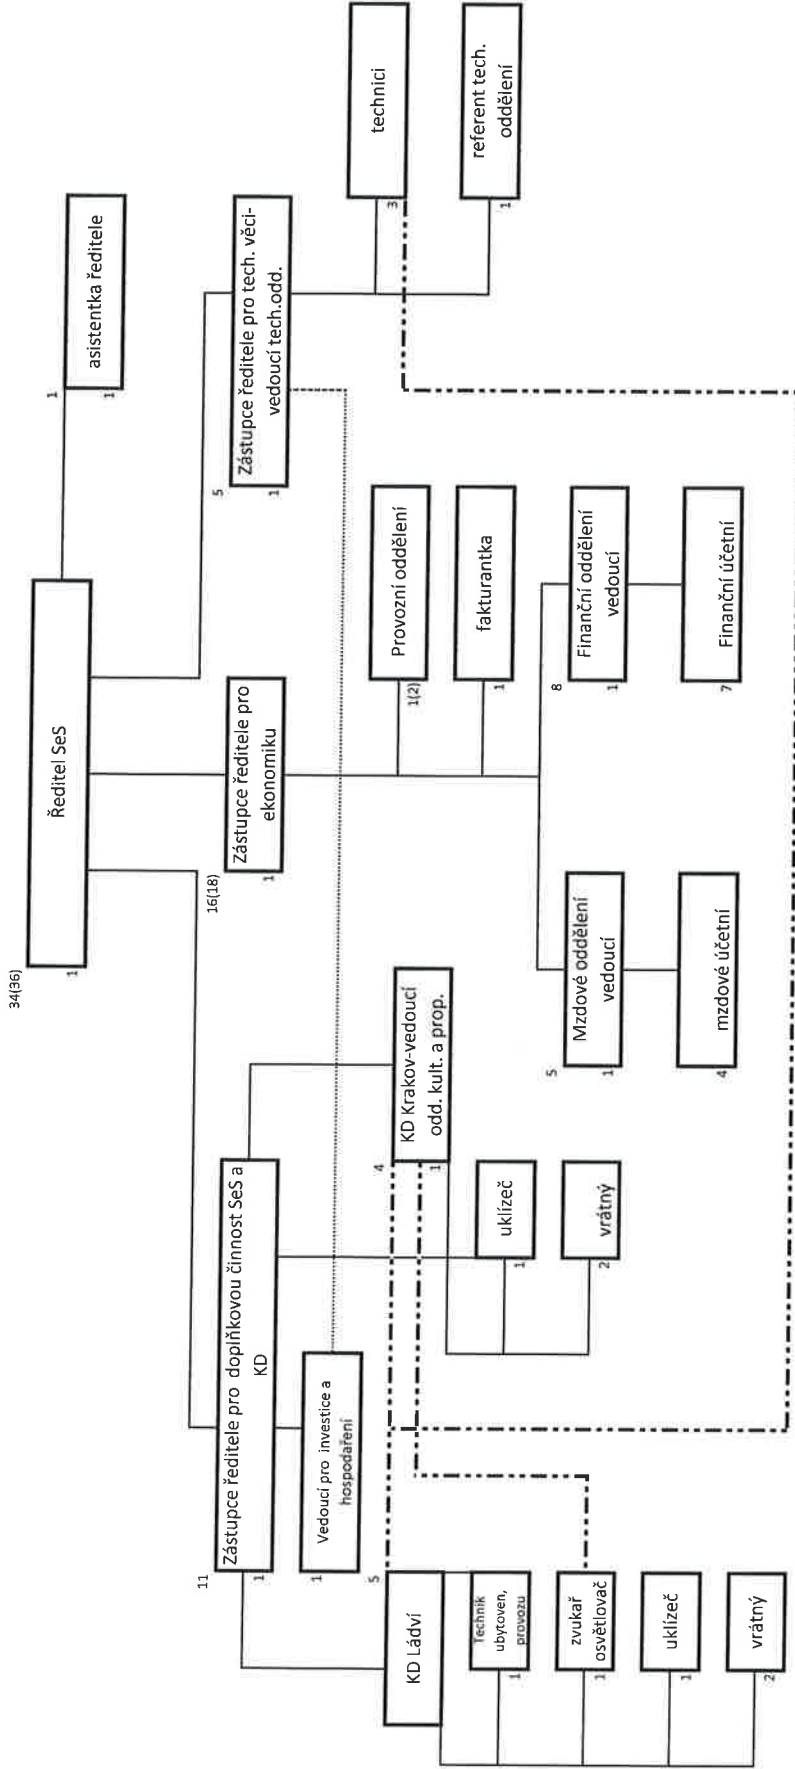 34(36)
Ředitel SeS
1
1
asistentka ředitele
1
11
Zástupce ředitele pro doplňkovou činnost SeS a
KD
1
16(18)
Zástupce ředitele pro
ekonomiku
1
5
Zástupce ředitele pro tech. věci-
vedoucí tech.odd.
1
Vedoucí pro investice a
hospodaření
1
5
KD Ládví
4
KD Krakov-vedoucí
odd. kult. a prop.
1
Provozní oddělení
1(2)
technici
3
Technik
ubytoven,
provozu
1
uklízeč
1
fakturantka
1
referent tech.
oddělení
1
zvukař
osvětlovač
1
vrátný
2
5
Mzdové oddělení
vedoucí
1
8
Finanční oddělení
vedoucí
1
uklízeč
1
mzdové účetní
4
Finanční účetní
7
vrátný
2